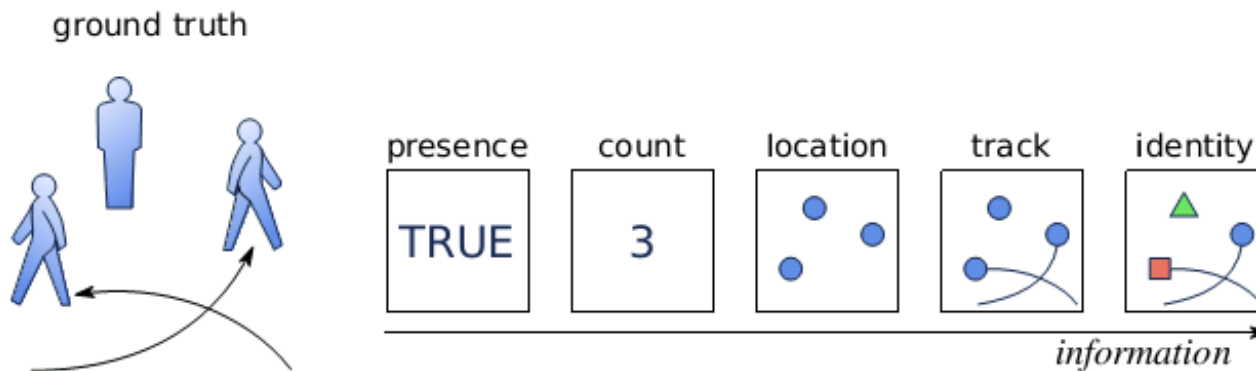 ground truth
presence count location track identity
TRUE 3
information